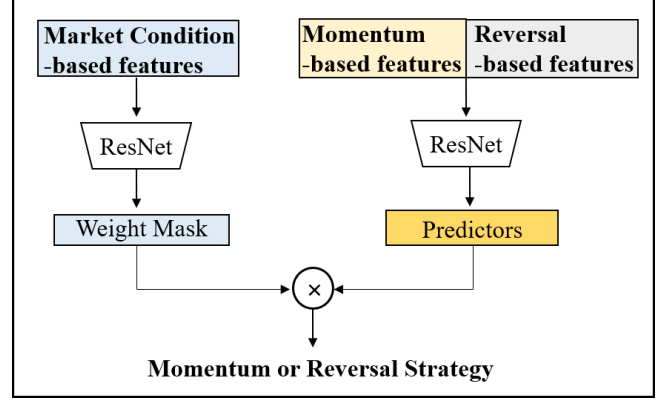 Market Condition
-based features
Momentum
-based features
Reversal
-based features
ResNet
ResNet
Weight Mask
Predictors
×
Momentum or Reversal Strategy